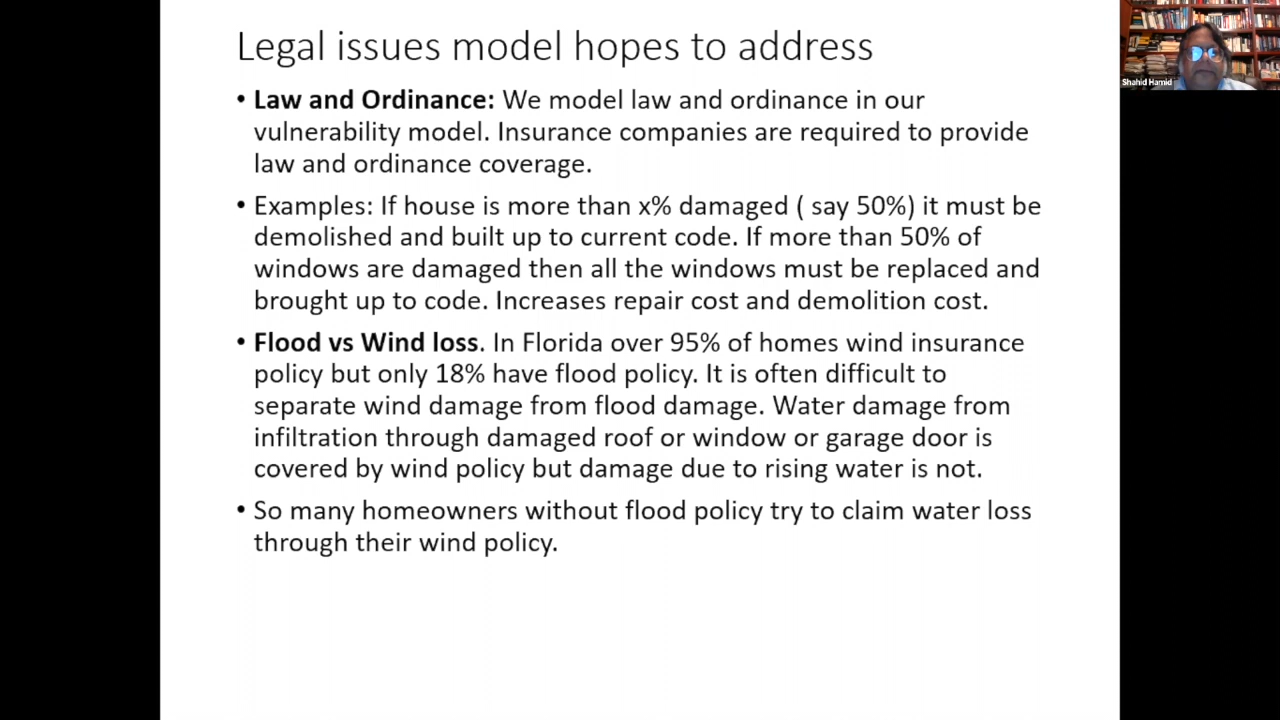 Legal issues model hopes to address
• Law and Ordinance: We model law and ordinance in our
vulnerability model. Insurance companies are required to provide
law and ordinance coverage.
• Examples: If house is more than x% damaged ( say 50%) it must be
demolished and built up to current code. If more than 50% of
windows are damaged then all the windows must be replaced and
brought up to code. Increases repair cost and demolition cost.
• Flood vs Wind loss. In Florida over 95% of homes wind insurance
policy but only 18% have flood policy. It is often difficult to
separate wind damage from flood damage. Water damage from
infiltration through damaged roof or window or garage door is
covered by wind policy but damage due to rising water is not.
• So many homeowners without flood policy try to claim water loss
through their wind policy.
Shahid Hamid